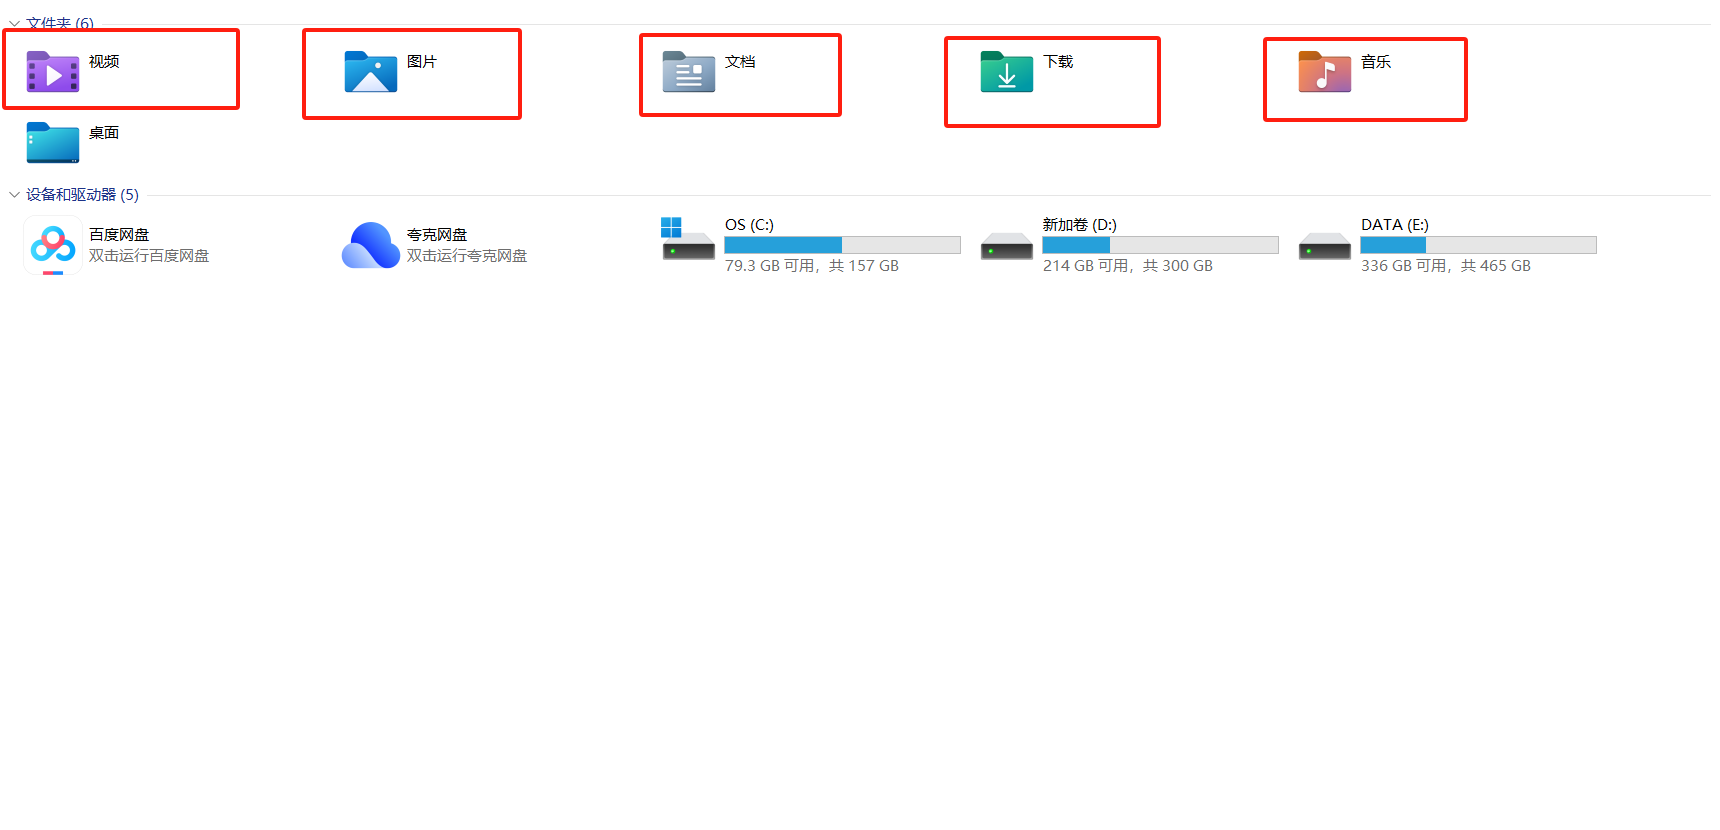 文件夹 (6)
视频
图片
文档
下载
音乐
桌面
设备和驱动器 (5)
百度网盘
双击运行百度网盘
夸克网盘
双击运行夸克网盘
OS (C:)
79.3 GB 可用，共 157 GB
新加卷 (D:)
214 GB 可用，共 300 GB
DATA (E:)
336 GB 可用，共 465 GB